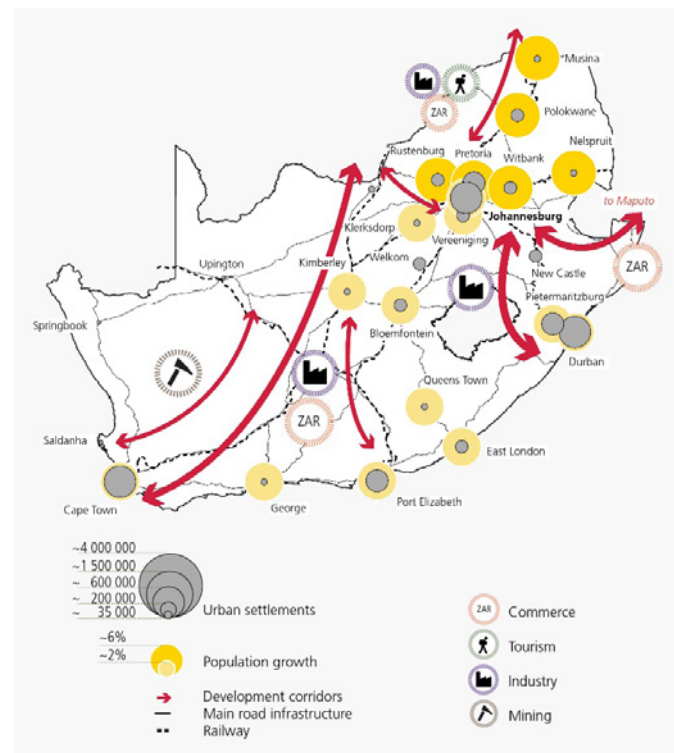 Musina
Polokwane
ZAR
Nelspruit
Rustenburg
Pretoria
Witbank
to Maputo
Johannesburg
Klerksdorp
Vereeniging
ZAR
Upington
Kimberley
Welkom
New Castle
Pietermaritzburg
Springbook
Bloemfontein
Durban
Queens Town
ZAR
Saldanha
East London
Cape Town
George
Port Elizabeth
~4 000 000
~1 500 000
~ 600 000
~ 200 000
~ 35 000
Urban settlements
~6%
~2%
Population growth
Development corridors
Main road infrastructure
Railway
ZAR
Commerce
Tourism
Industry
Mining